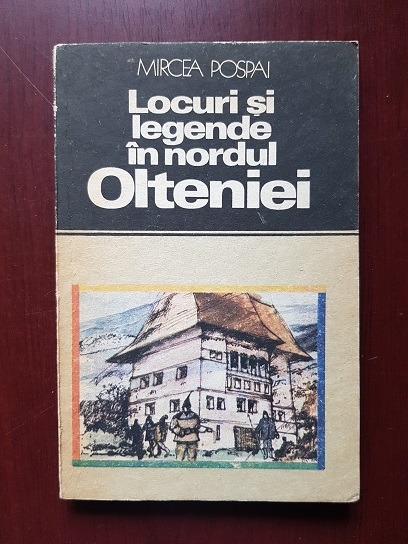 MIRCEA POSPAI
Locuri și
legende
în nordul
Olteniei